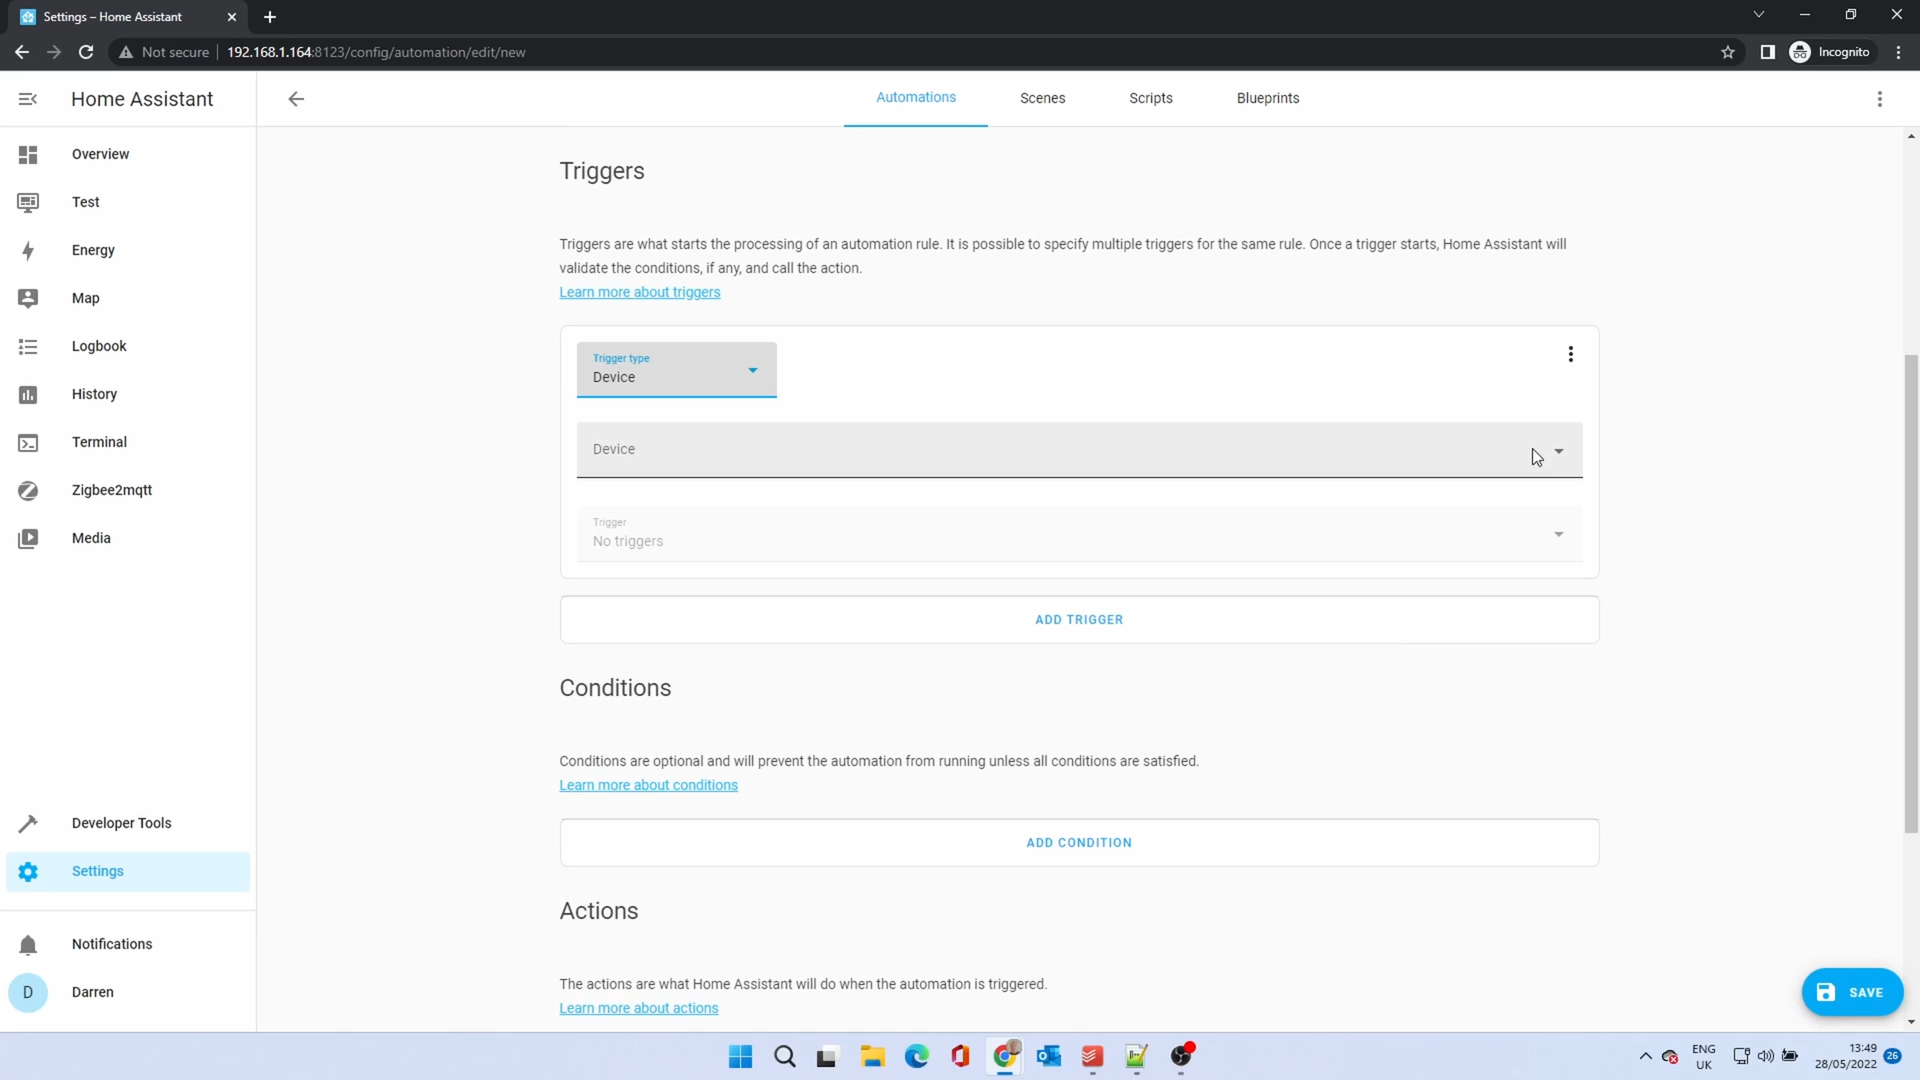 Settings – Home Assistant
Not secure
192.168.1.164:8123/config/automation/edit/new
Incognito
Home Assistant
Automations
Scenes
Scripts
Blueprints
Overview
Test
Energy
Map
Logbook
History
Terminal
Zigbee2mqtt
Media
Developer Tools
Settings
Notifications
D
Darren
Triggers
Triggers are what starts the processing of an automation rule. It is possible to specify multiple triggers for the same rule. Once a trigger starts, Home Assistant will
validate the conditions, if any, and call the action.
Learn more about triggers
Trigger type
Device
Device
Trigger
No triggers
ADD TRIGGER
Conditions
Conditions are optional and will prevent the automation from running unless all conditions are satisfied.
Learn more about conditions
ADD CONDITION
Actions
The actions are what Home Assistant will do when the automation is triggered.
Learn more about actions
SAVE
ENG
UK
13:49
28/05/2022
26